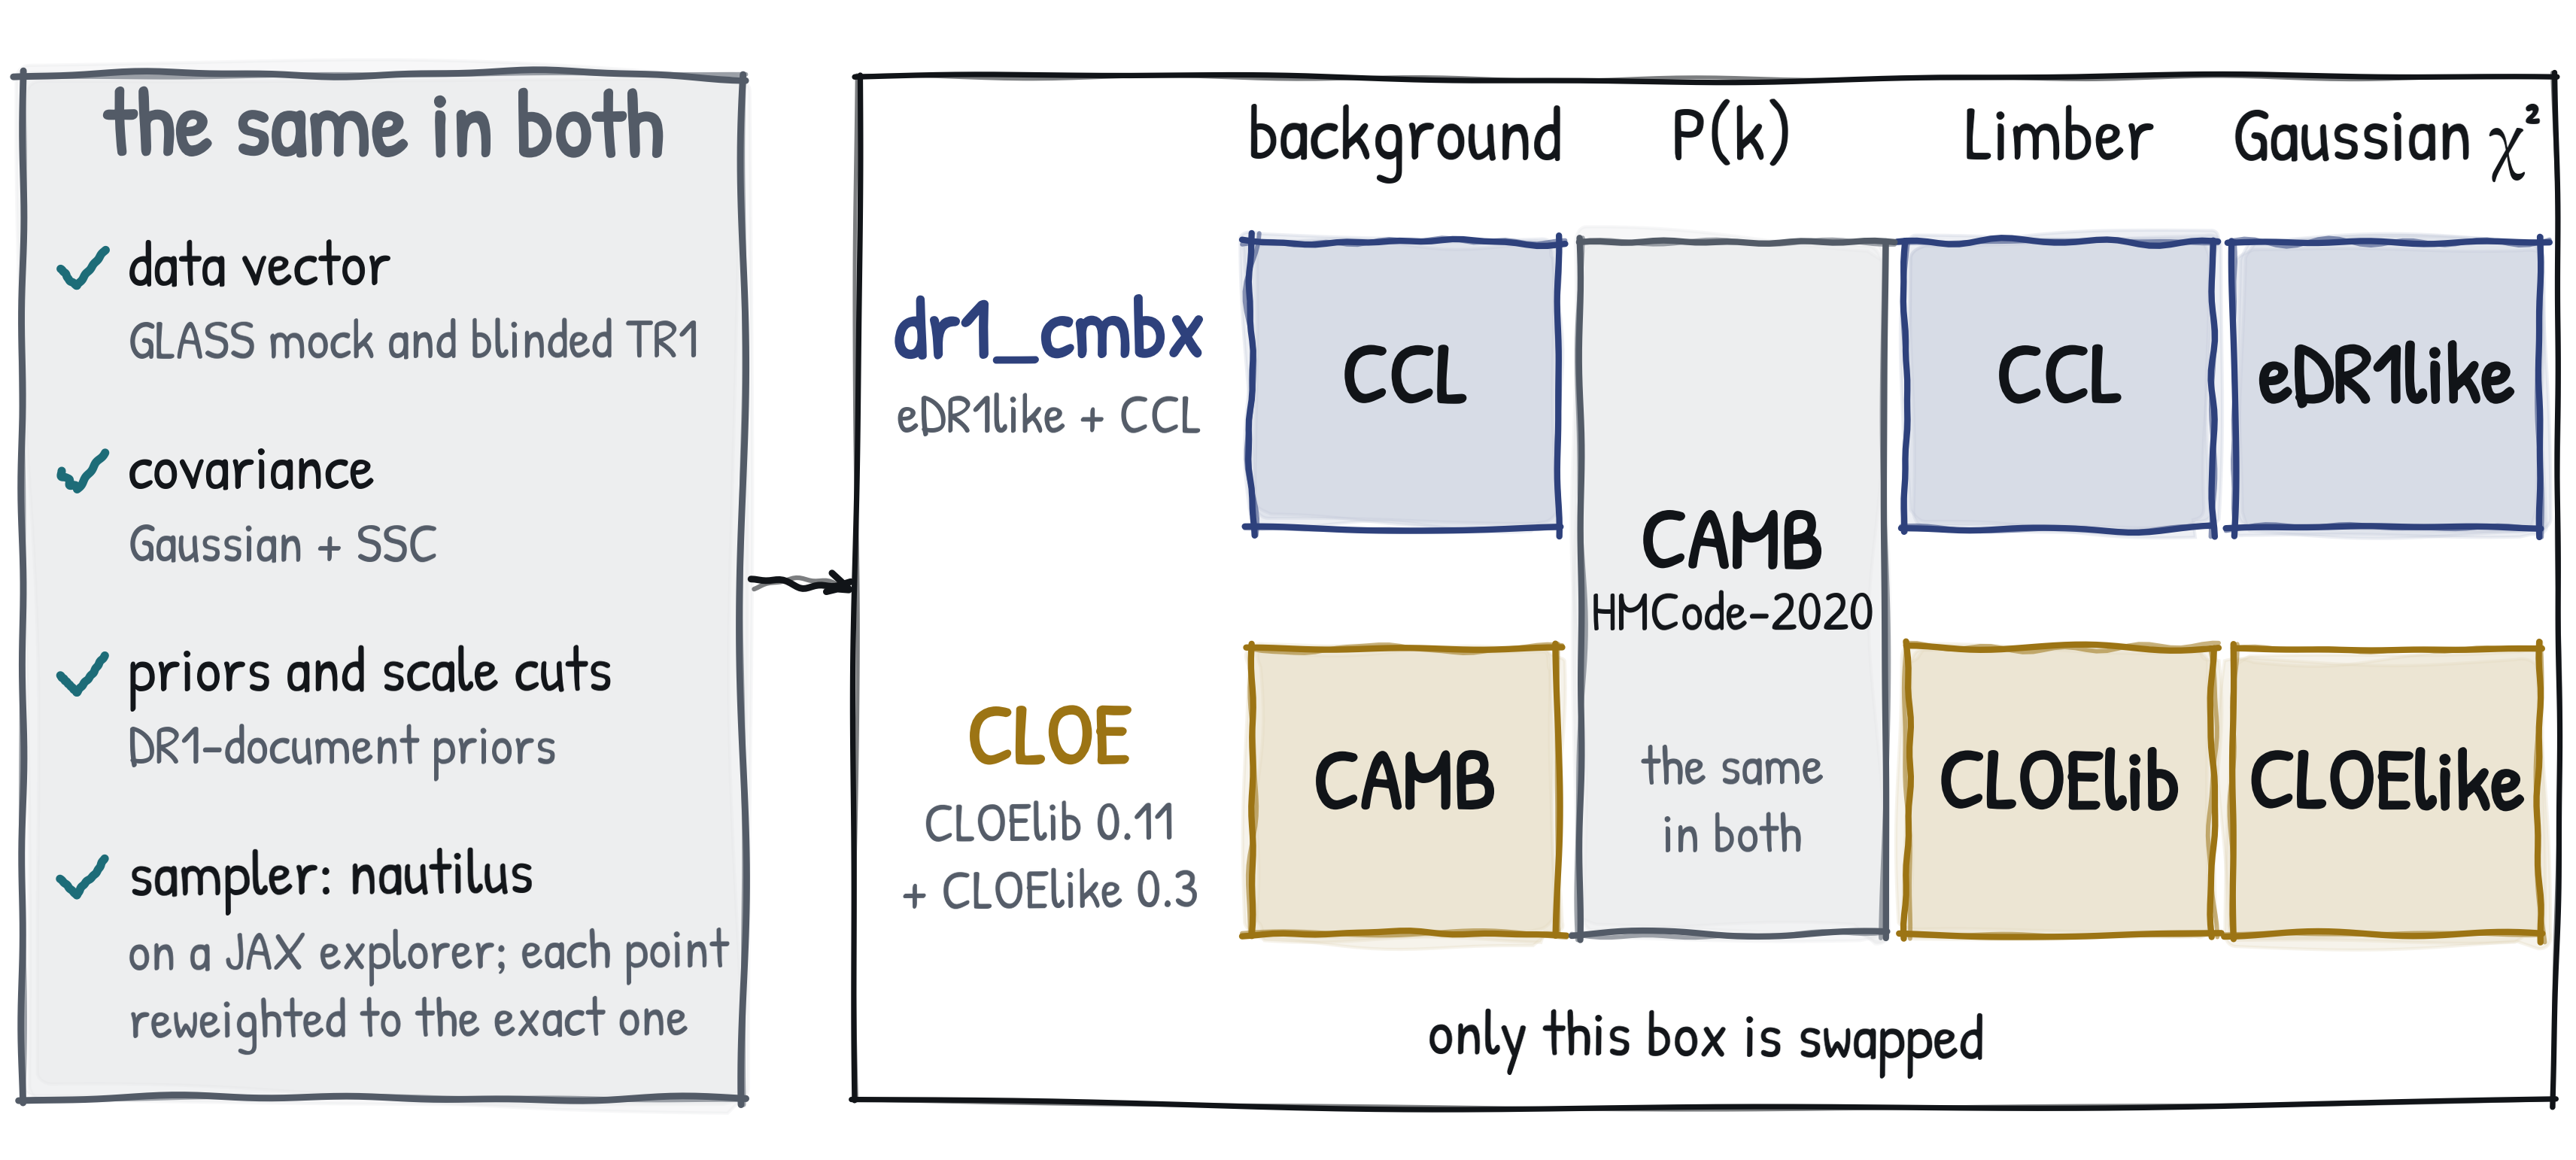 the same in both
data vector
GLASS mock and blinded TR1
covariance
Gaussian + SSC
priors and scale cuts
DR1-document priors
sampler: nautilus
on a JAX explorer; each point
reweighted to the exact one
background P(k) Limber Gaussian χ²
dr1_cmbx
eDR1like + CCL
CCL
CCL
eDR1like
CAMB
HMCode-2020
the same
in both
CLOE
CLOElib 0.11
+ CLOElike 0.3
CAMB
CLOElib
CLOElike
only this box is swapped